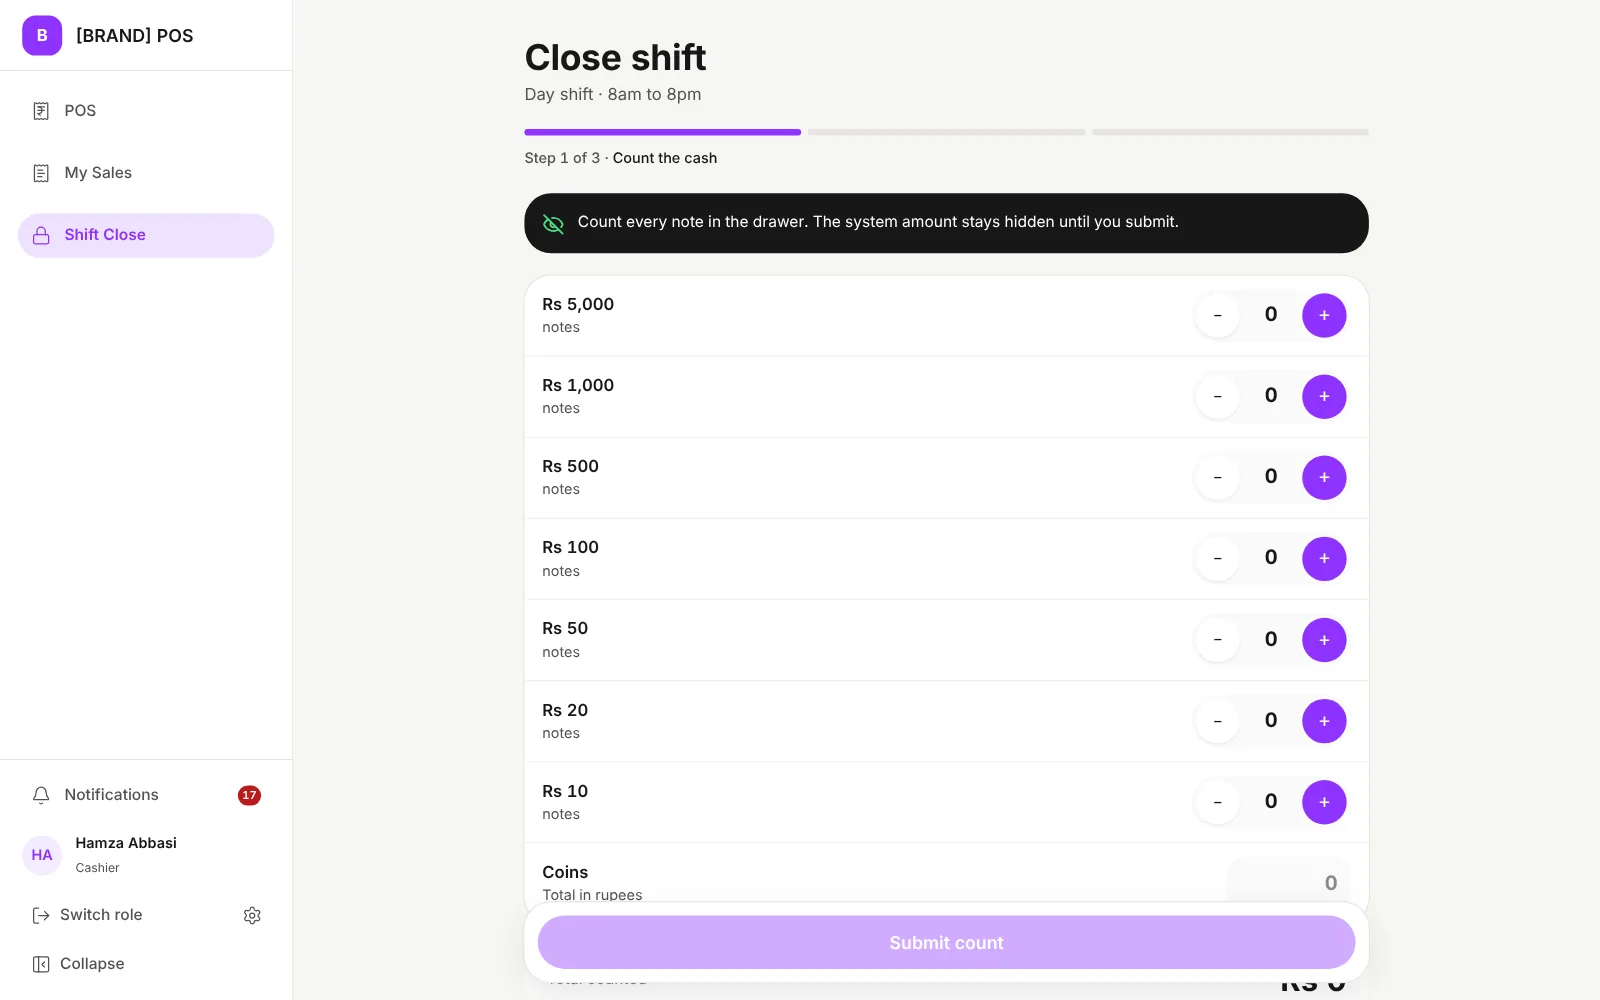 B [BRAND] POS
POS
My Sales
Shift Close
Notifications 17
HA Hamza Abbasi
Cashier
Switch role
Collapse
Close shift
Day shift · 8am to 8pm
Step 1 of 3 · Count the cash
Count every note in the drawer. The system amount stays hidden until you submit.
Rs 5,000
notes
- 0 +
Rs 1,000
notes
- 0 +
Rs 500
notes
- 0 +
Rs 100
notes
- 0 +
Rs 50
notes
- 0 +
Rs 20
notes
- 0 +
Rs 10
notes
- 0 +
Coins
Total in rupees
0
Submit count
Total counted
Rs 0